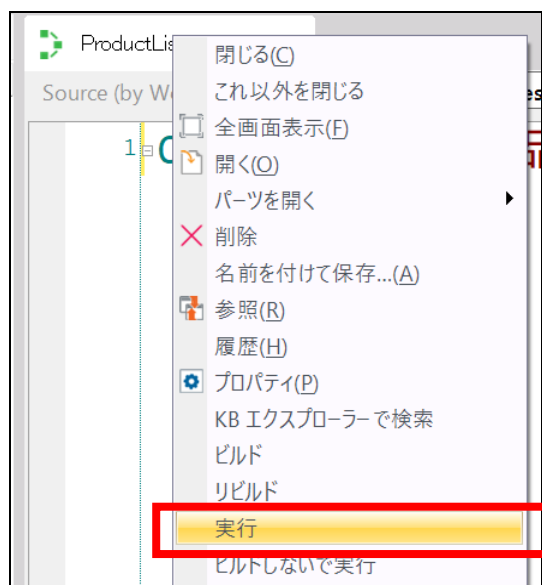 ProductLis
Source (by W
閉じる(C)
これ以外を閉じる
全画面表示(F)
1
開く(O)
パーツを開く
削除
名前を付けて保存...(A)
参照(R)
履歴(H)
プロパティ(P)
KB エクスプローラーで検索
ビルド
リビルド
実行
ビルドしないで実行